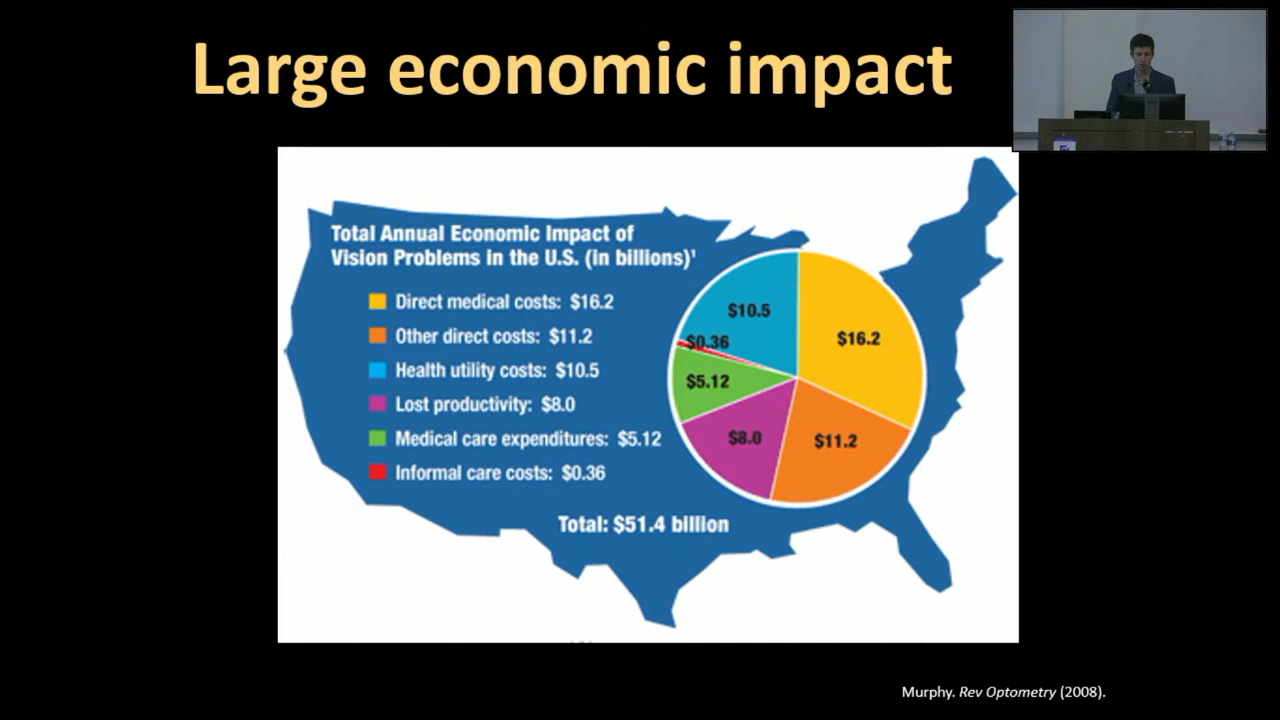 Large economic impact
Total Annual Economic Impact of
Vision Problems in the U.S. (in billions)¹
Direct medical costs: $16.2
Other direct costs: $11.2
Health utility costs: $10.5
Lost productivity: $8.0
Medical care expenditures: $5.12
Informal care costs: $0.36
Total: $51.4 billion
$10.5
$0.36
$16.2
$5.12
$8.0
$11.2
Murphy. Rev Optometry (2008).